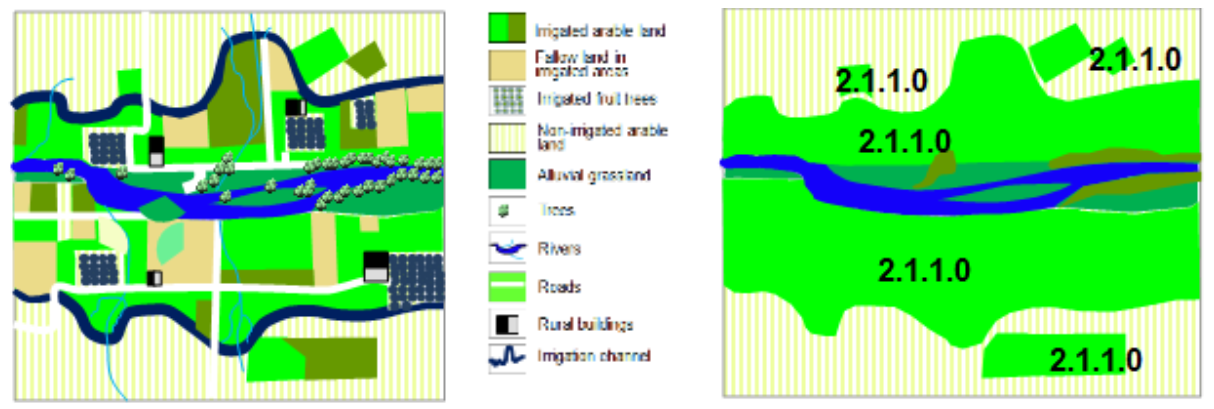 Irrigated arable land
Fallow land in
irrigated areas
Irrigated fruit trees
Non-irrigated arable
land
Alluvial grassland
Trees
Rivers
Roads
Rural buildings
Irrigation channel
2.1.1.0
2.1.1.0
2.1.1.0
2.1.1.0
2.1.1.0